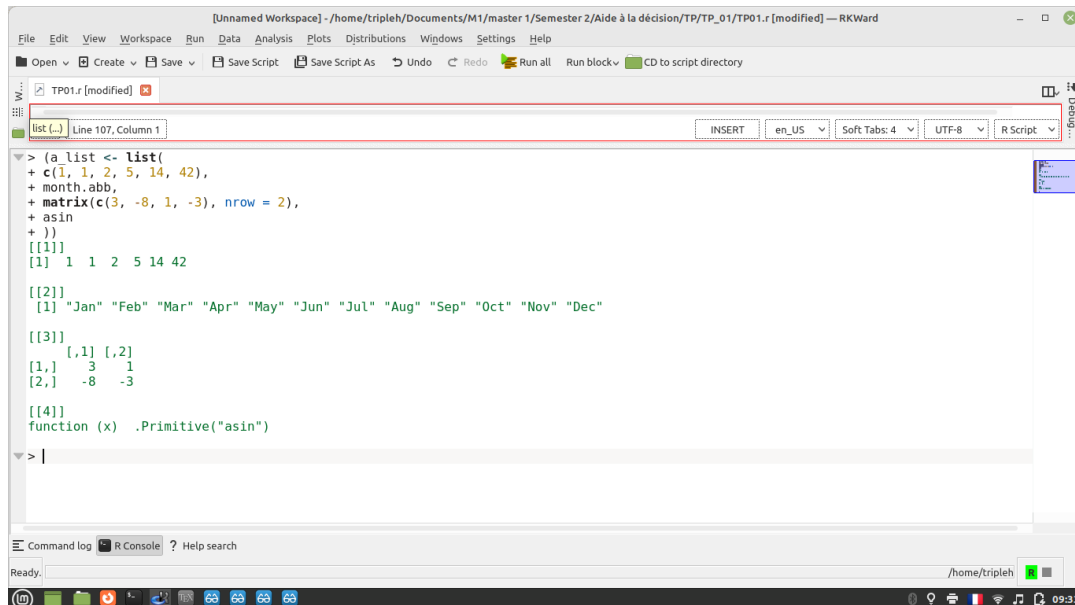 [Unnamed Workspace] - /home/tripleh/Documents/M1/master 1/Semester 2/Aide à la décision/TP/TP_01/TP01.r [modified] — RKWard
File Edit View Workspace Run Data Analysis Plots Distributions Windows Settings Help
Open Create Save Save Script Save Script As Undo Redo Run all Run block CD to script directory
W... TP01.r [modified]
Debug...
list (...) Line 107, Column 1 INSERT en_US Soft Tabs: 4 UTF-8 R Script
> (a_list <- list(
+ c(1, 1, 2, 5, 14, 42),
+ month.abb,
+ matrix(c(3, -8, 1, -3), nrow = 2),
+ asin
+ ))
[[1]]
[1]  1  1  2  5 14 42
[[2]]
[1] "Jan" "Feb" "Mar" "Apr" "May" "Jun" "Jul" "Aug" "Sep" "Oct" "Nov" "Dec"
[[3]]
[,1] [,2]
[1,]    3    1
[2,]   -8   -3
[[4]]
function (x)  .Primitive("asin")
>
Command log R Console ? Help search
Ready. /home/tripleh R
TEX 09:3